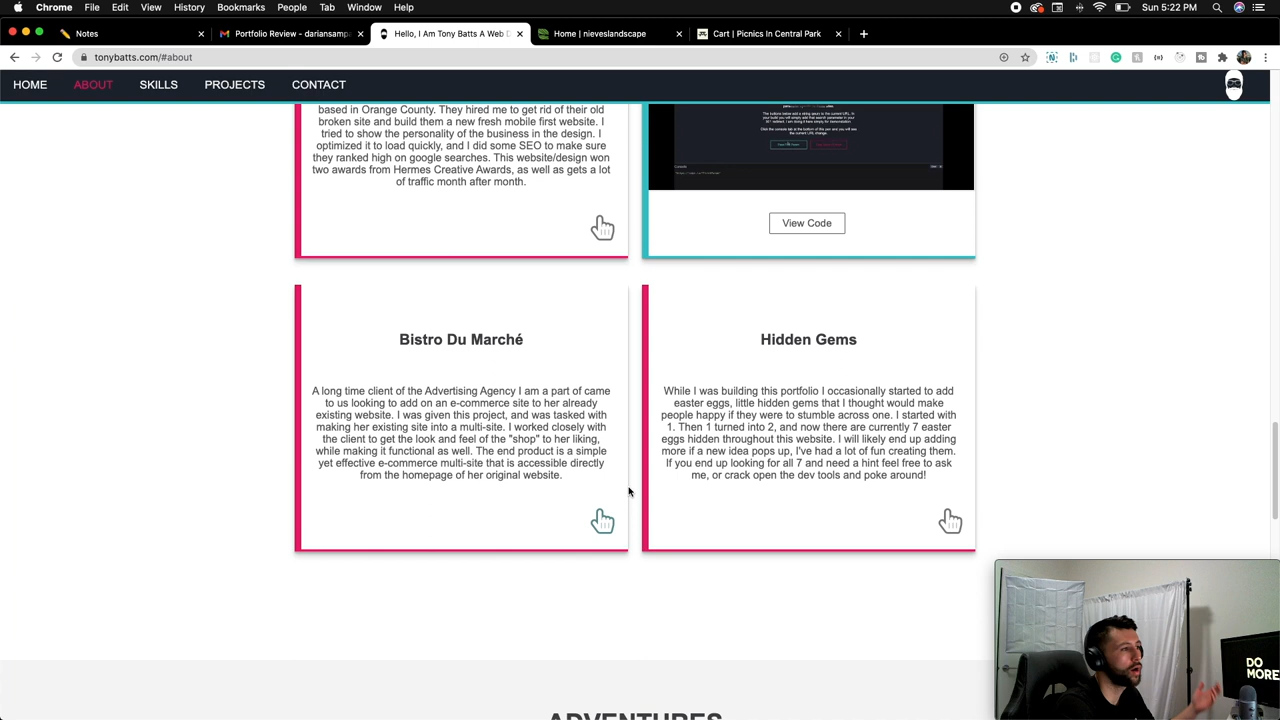 Chrome File Edit View History Bookmarks People Tab Window Help
Sun 5:22 PM
Notes
Portfolio Review - dariansampa
Hello, I Am Tony Batts A Web D
Home | nieveslandscape
Cart | Picnics In Central Park
tonybatts.com/#about
HOME ABOUT SKILLS PROJECTS CONTACT
based in Orange County. They hired me to get rid of their old
broken site and build them a new fresh mobile first website. I
tried to show the personality of the business in the design. I
optimized it to load quickly, and I did some SEO to make sure
they ranked high on google searches. This website/design won
two awards from Hermes Creative Awards, as well as gets a lot
of traffic month after month.
View Code
Bistro Du Marché
A long time client of the Advertising Agency I am a part of came
to us looking to add on an e-commerce site to her already
existing website. I was given this project, and was tasked with
making her existing site into a multi-site. I worked closely with
the client to get the look and feel of the "shop" to her liking,
while making it functional as well. The end product is a simple
yet effective e-commerce multi-site that is accessible directly
from the homepage of her original website.
Hidden Gems
While I was building this portfolio I occasionally started to add
easter eggs, little hidden gems that I thought would make
people happy if they were to stumble across one. I started with
1. Then 1 turned into 2, and now there are currently 7 easter
eggs hidden throughout this website. I will likely end up adding
more if a new idea pops up, I've had a lot of fun creating them.
If you end up looking for all 7 and need a hint feel free to ask
me, or crack open the dev tools and poke around!
ADVENTURES
DO
MORE